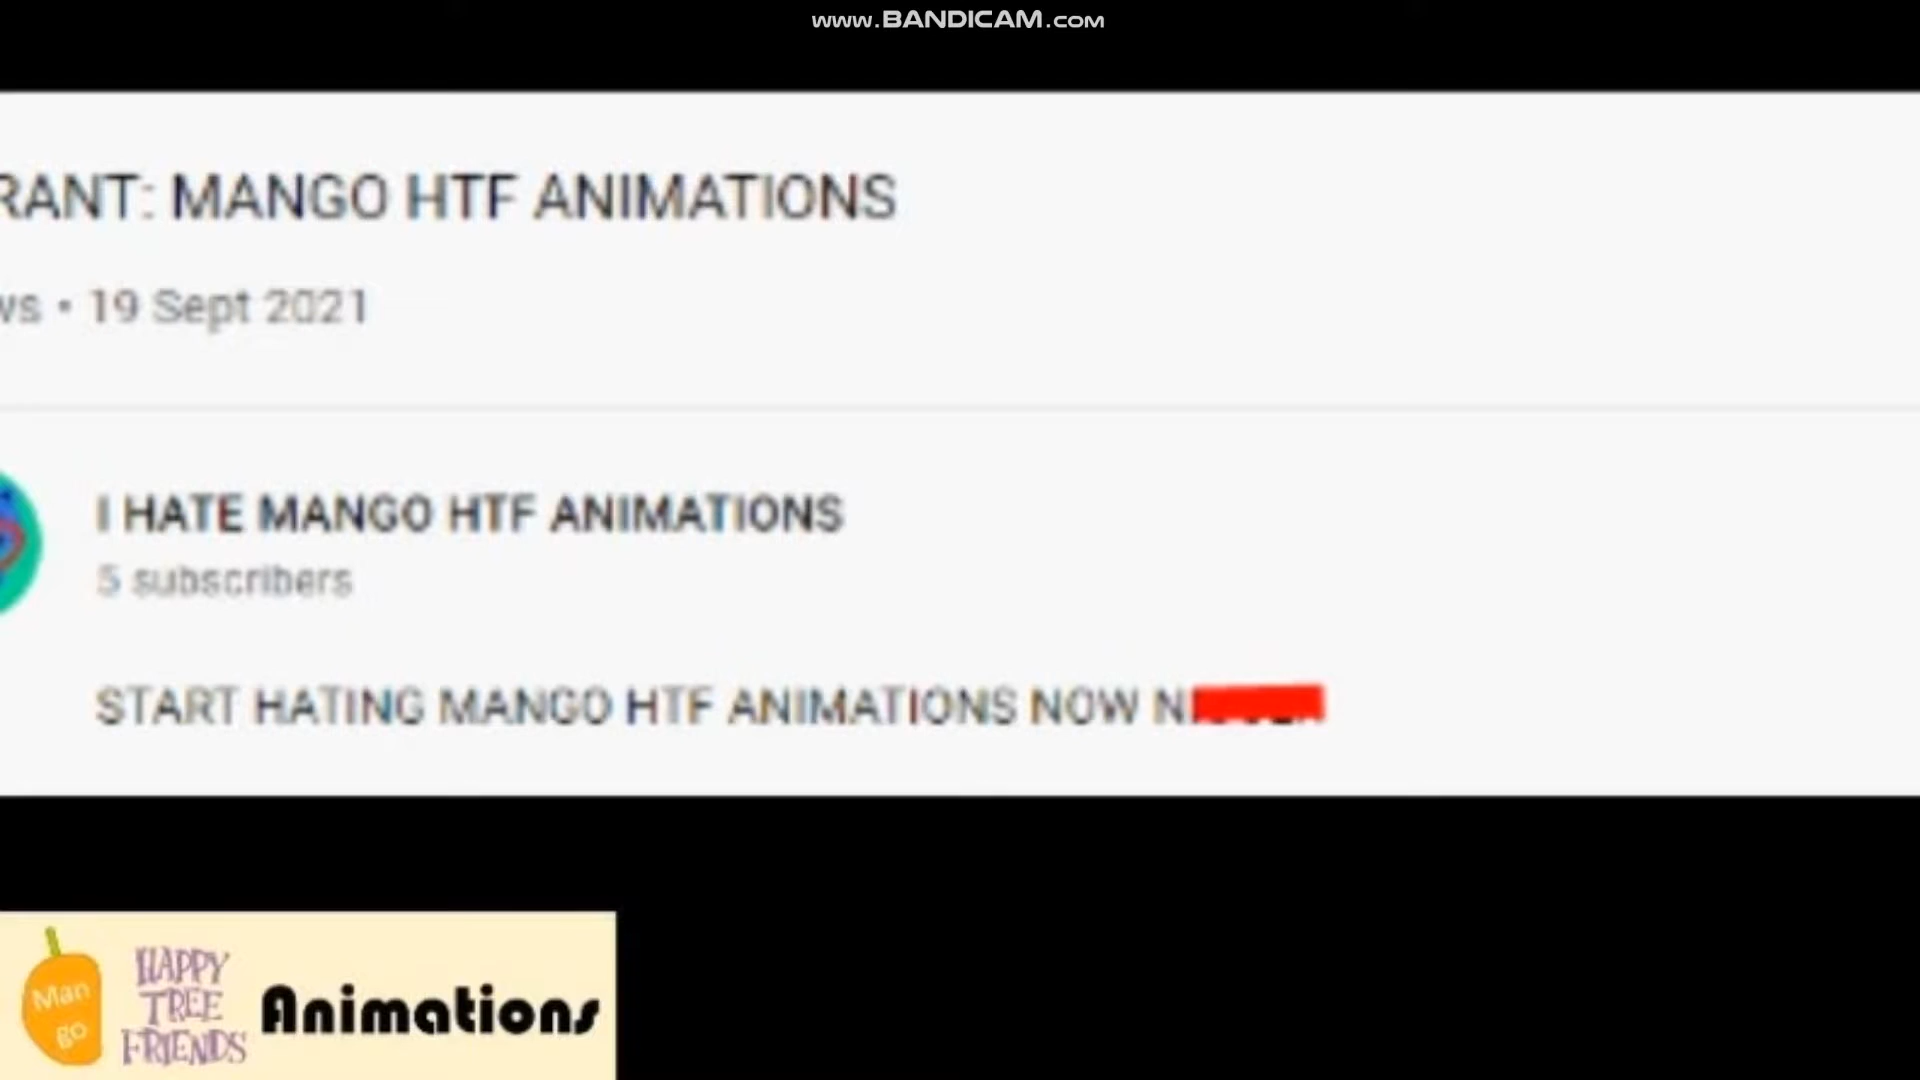 www.BANDICAM.com
RANT: MANGO HTF ANIMATIONS
ws • 19 Sept 2021
I HATE MANGO HTF ANIMATIONS
5 subscribers
START HATING MANGO HTF ANIMATIONS NOW
Man
go
HAPPY
TREE
FRIENDS
Animations